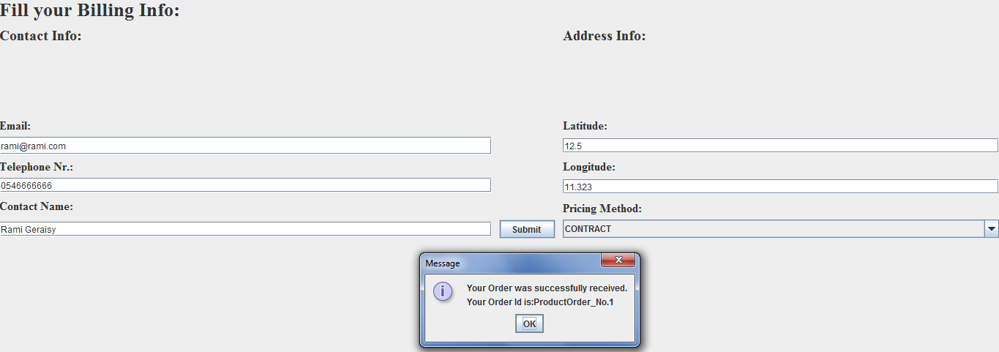 Fill your Billing Info:
Contact Info:
Address Info:
Email:
Latitude:
rami@rami.com
12.5
Telephone Nr.:
Longitude:
0546666666
11.323
Contact Name:
Pricing Method:
Rami Geraisy
Submit
CONTRACT
Message
Your Order was successfully received.
Your Order Id is:ProductOrder_No.1
OK